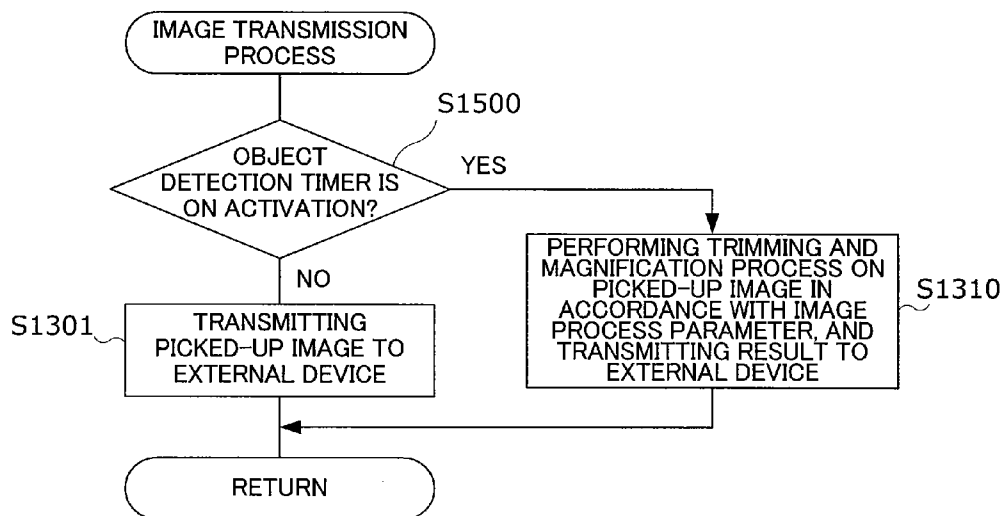 IMAGE TRANSMISSION
PROCESS
S1500
OBJECT
DETECTION TIMER IS
ON ACTIVATION?
YES
NO
PERFORMING TRIMMING AND
MAGNIFICATION PROCESS ON
PICKED-UP IMAGE IN
ACCORDANCE WITH IMAGE
PROCESS PARAMETER, AND
TRANSMITTING RESULT TO
EXTERNAL DEVICE
S1310
S1301
TRANSMITTING
PICKED-UP IMAGE TO
EXTERNAL DEVICE
RETURN